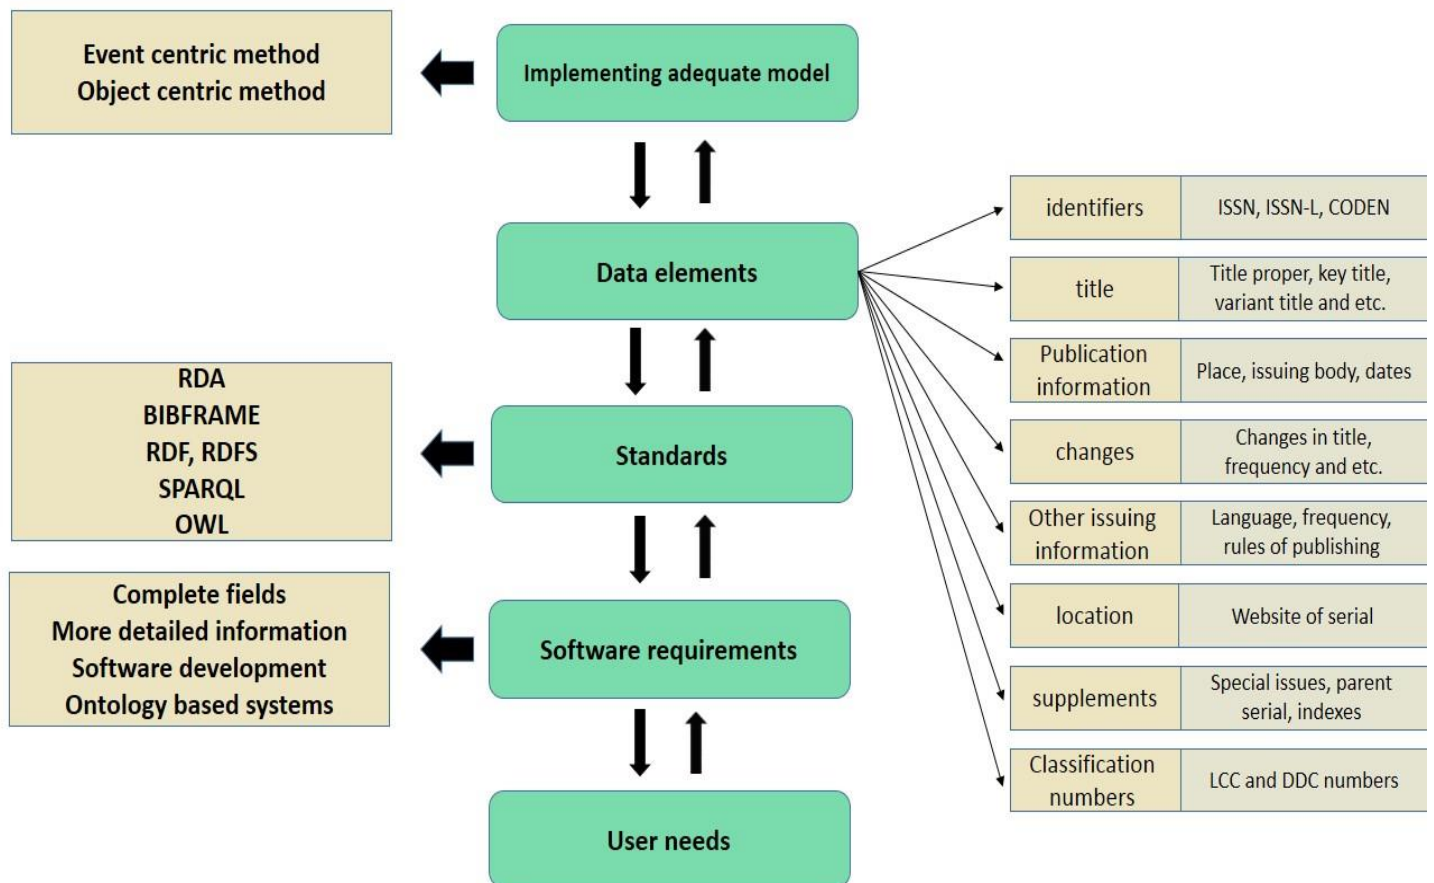 Event centric method
Object centric method
Implementing adequate model
Data elements
identifiers
ISSN, ISSN-L, CODEN
title
Title proper, key title,
variant title and etc.
Publication
information
Place, issuing body, dates
changes
Changes in title,
frequency and etc.
Other issuing
information
Language, frequency,
rules of publishing
location
Website of serial
supplements
Special issues, parent
serial, indexes
Classification
numbers
LCC and DDC numbers
RDA
BIBFRAME
RDF, RDFS
SPARQL
OWL
Standards
Complete fields
More detailed information
Software development
Ontology based systems
Software requirements
User needs